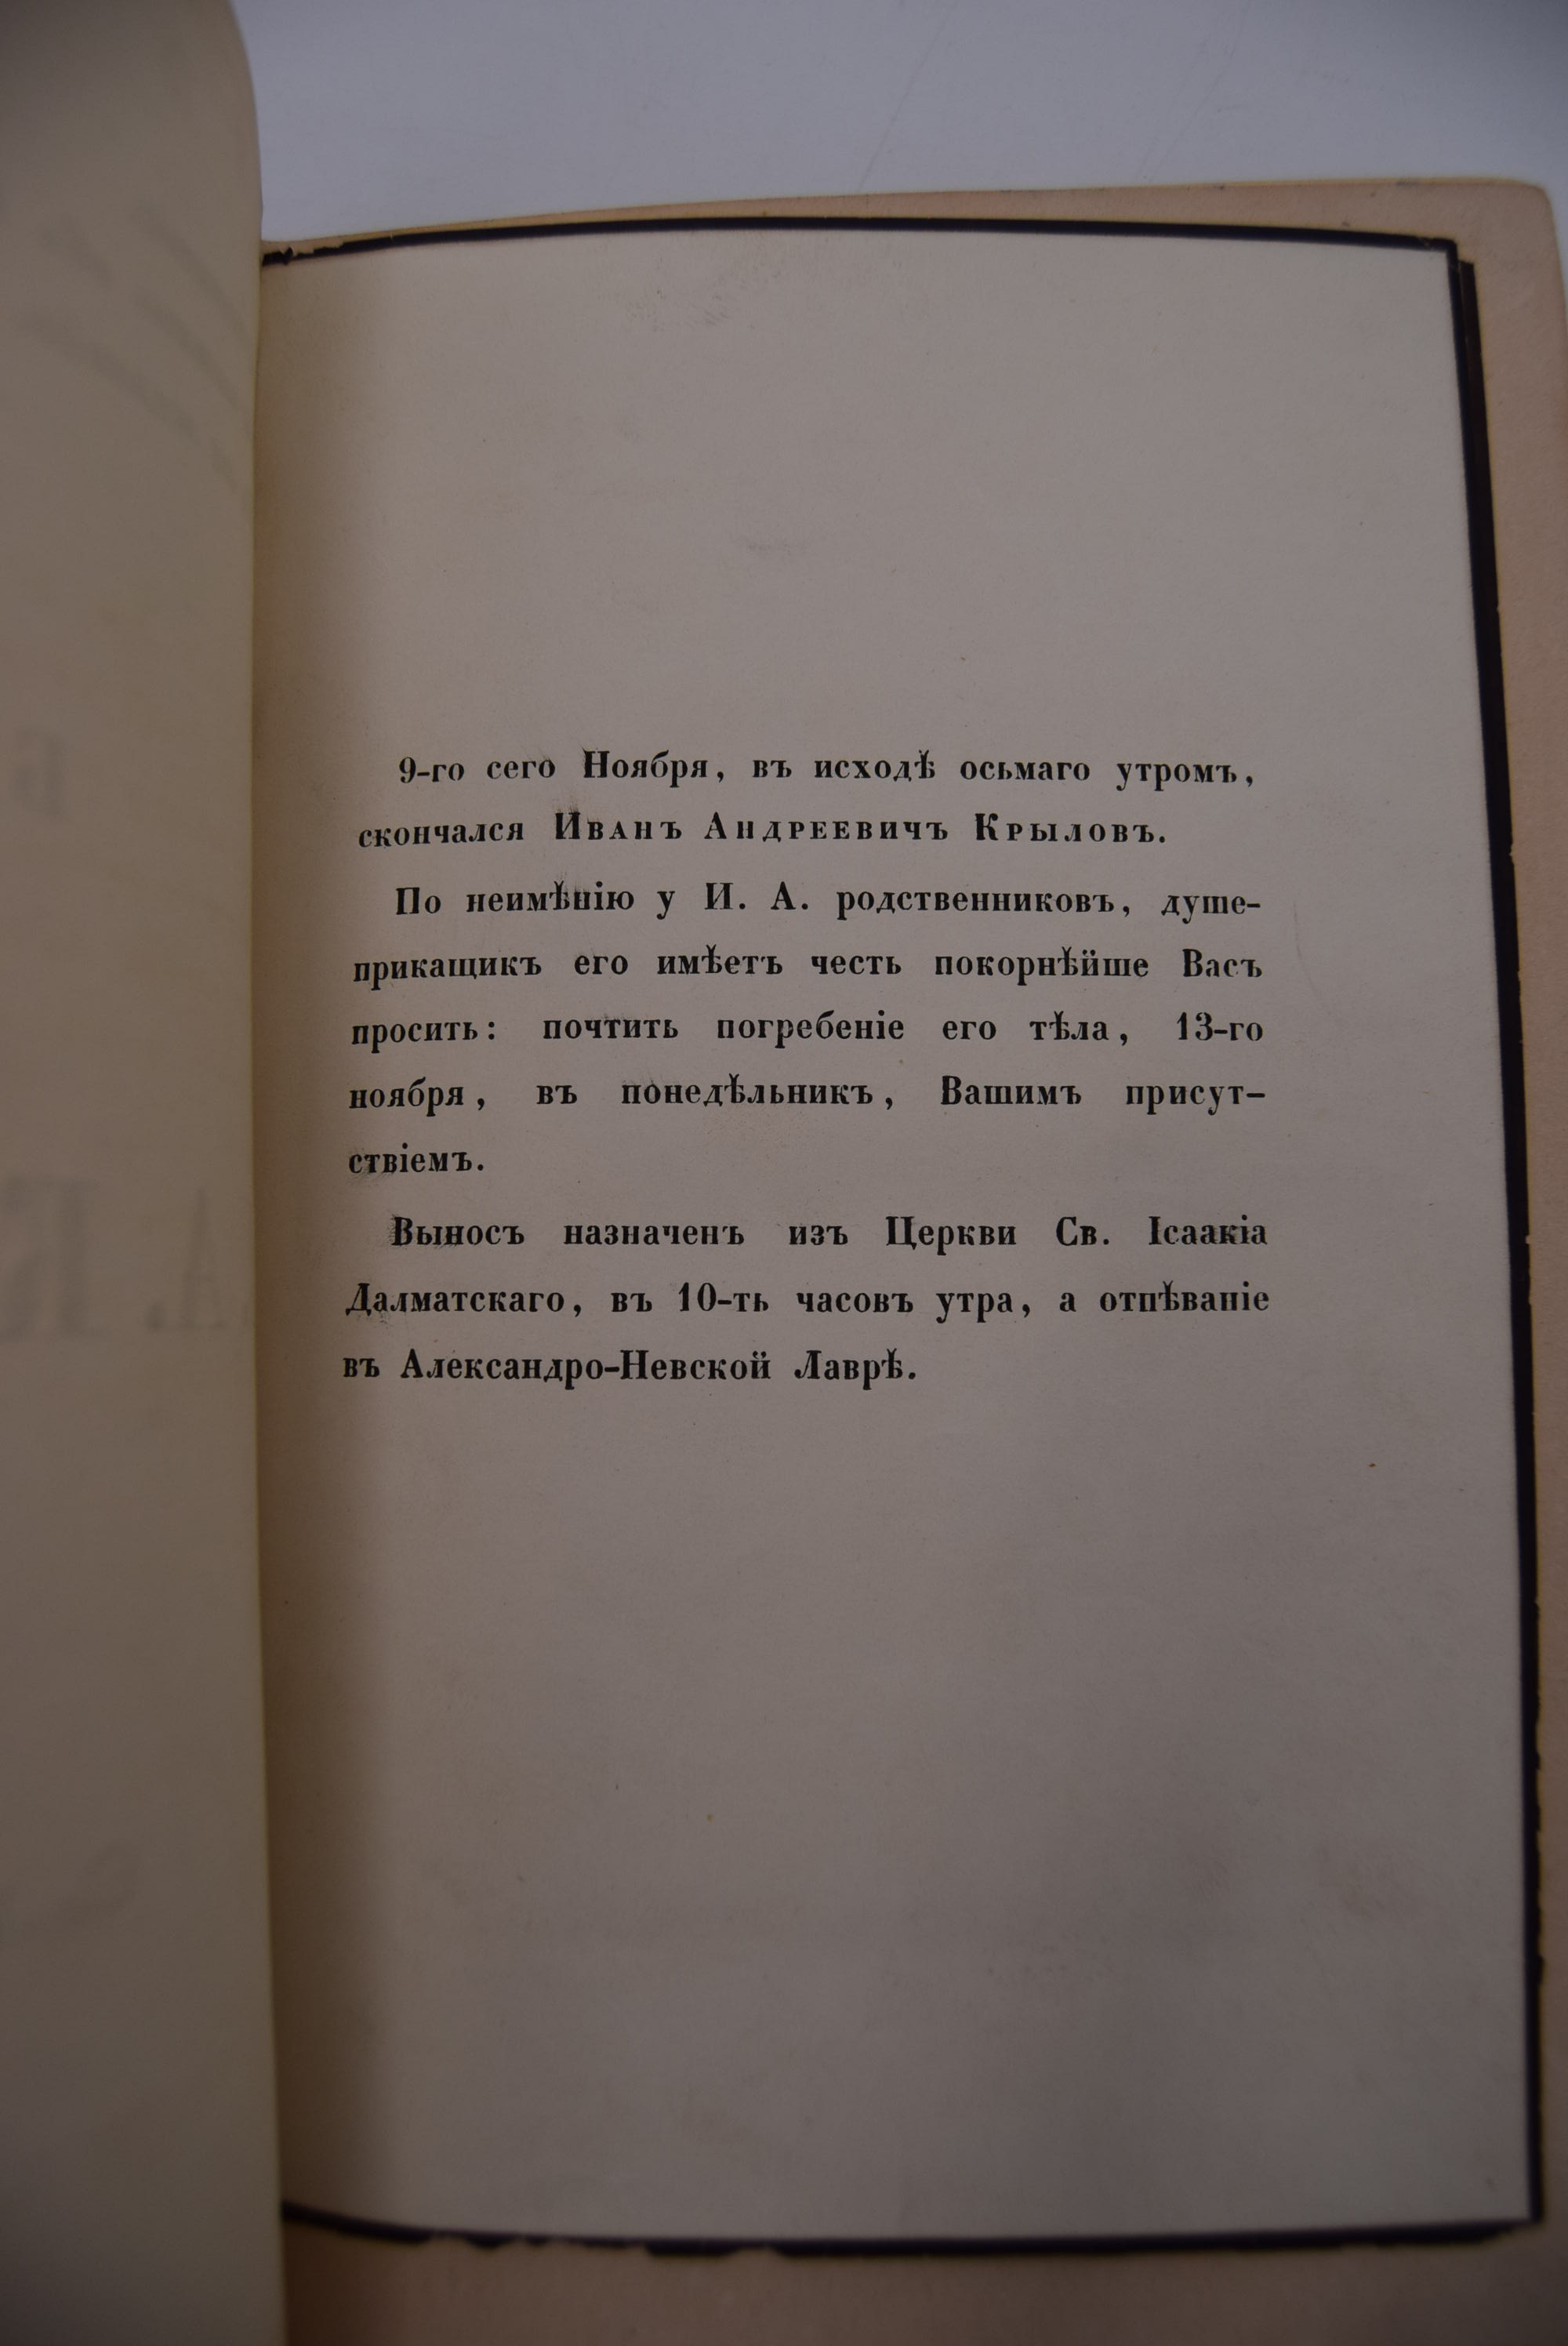 9-го сего Ноября, въ исходѣ осьмаго утромъ,
скончался Иванъ Андреевичъ Крыловъ.
По неимѣнію у И. А. родственниковъ, душе-
прикащикъ его имѣетъ честь покорнѣйше Васъ
просить: почтить погребеніе его тѣла, 13-го
ноября, въ понедѣльникъ, Вашимъ присут-
ствіемъ.
Выносъ назначенъ изъ Церкви Св. Ісаакія
Далматскаго, въ 10-ть часовъ утра, а отпѣваніе
въ Александро-Невской Лаврѣ.